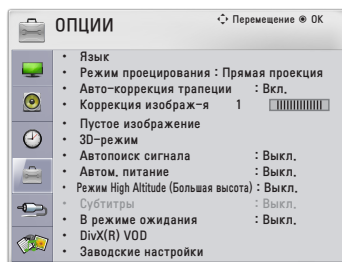 ОПЦИИ
Перемещение ОК
• Язык
• Режим проецирования : Прямая проекция
• Авто-коррекция трапеции : Вкл.
• Коррекция изображ-я 1
• Пустое изображение
• 3D-режим
• Автопоиск сигнала : Выкл.
• Автом. питание : Выкл.
• Режим High Altitude (Большая высота) : Выкл.
• Субтитры : Выкл.
• В режиме ожидания : Выкл.
• DivX(R) VOD
• Заводские настройки